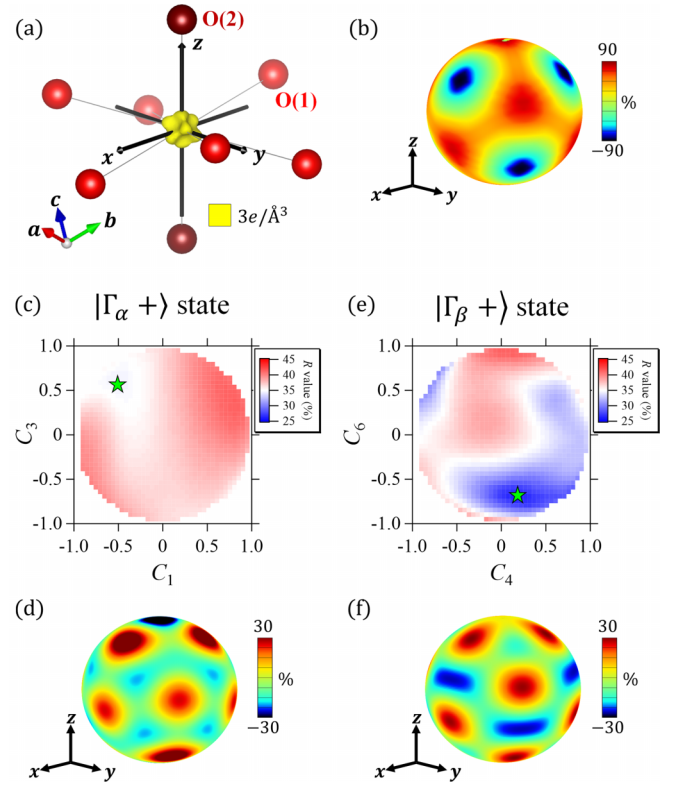 (a)
O(2)
z
O(1)
x
y
c
a
b
3e/Å³
(b)
90
%
−90
z
x
y
(c)
|Γα +⟩ state
1.0
0.5
0
-0.5
-1.0
C3
-1.0 -0.5 0 0.5 1.0
C1
45
40
35
30
25
R value (%)
(e)
|Γβ +⟩ state
1.0
0.5
0
-0.5
-1.0
C6
-1.0 -0.5 0 0.5 1.0
C4
45
40
35
30
25
R value (%)
(d)
30
%
−30
z
x
y
(f)
30
%
−30
z
x
y